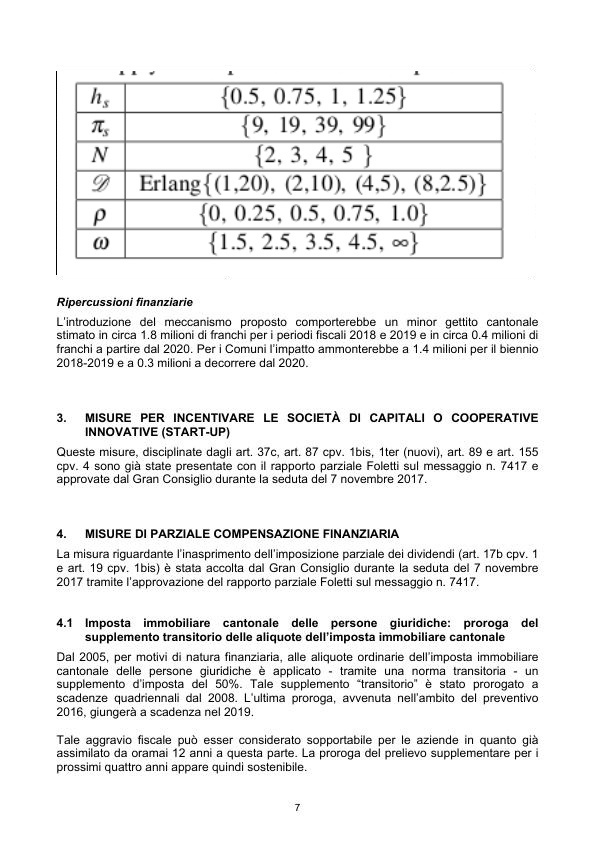 h_s {0.5, 0.75, 1, 1.25}
π_s {9, 19, 39, 99}
N {2, 3, 4, 5 }
𝒟 Erlang{(1,20), (2,10), (4,5), (8,2.5)}
ρ {0, 0.25, 0.5, 0.75, 1.0}
ω {1.5, 2.5, 3.5, 4.5, ∞}
Ripercussioni finanziarie
L’introduzione del meccanismo proposto comporterebbe un minor gettito cantonale
stimato in circa 1.8 milioni di franchi per i periodi fiscali 2018 e 2019 e in circa 0.4 milioni di
franchi a partire dal 2020. Per i Comuni l’impatto ammonterebbe a 1.4 milioni per il biennio
2018-2019 e a 0.3 milioni a decorrere dal 2020.
3. MISURE PER INCENTIVARE LE SOCIETÀ DI CAPITALI O COOPERATIVE
INNOVATIVE (START-UP)
Queste misure, disciplinate dagli art. 37c, art. 87 cpv. 1bis, 1ter (nuovi), art. 89 e art. 155
cpv. 4 sono già state presentate con il rapporto parziale Foletti sul messaggio n. 7417 e
approvate dal Gran Consiglio durante la seduta del 7 novembre 2017.
4. MISURE DI PARZIALE COMPENSAZIONE FINANZIARIA
La misura riguardante l’inasprimento dell’imposizione parziale dei dividendi (art. 17b cpv. 1
e art. 19 cpv. 1bis) è stata accolta dal Gran Consiglio durante la seduta del 7 novembre
2017 tramite l’approvazione del rapporto parziale Foletti sul messaggio n. 7417.
4.1 Imposta immobiliare cantonale delle persone giuridiche: proroga del
supplemento transitorio delle aliquote dell’imposta immobiliare cantonale
Dal 2005, per motivi di natura finanziaria, alle aliquote ordinarie dell’imposta immobiliare
cantonale delle persone giuridiche è applicato - tramite una norma transitoria - un
supplemento d’imposta del 50%. Tale supplemento “transitorio” è stato prorogato a
scadenze quadriennali dal 2008. L’ultima proroga, avvenuta nell’ambito del preventivo
2016, giungerà a scadenza nel 2019.
Tale aggravio fiscale può esser considerato sopportabile per le aziende in quanto già
assimilato da oramai 12 anni a questa parte. La proroga del prelievo supplementare per i
prossimi quattro anni appare quindi sostenibile.
7